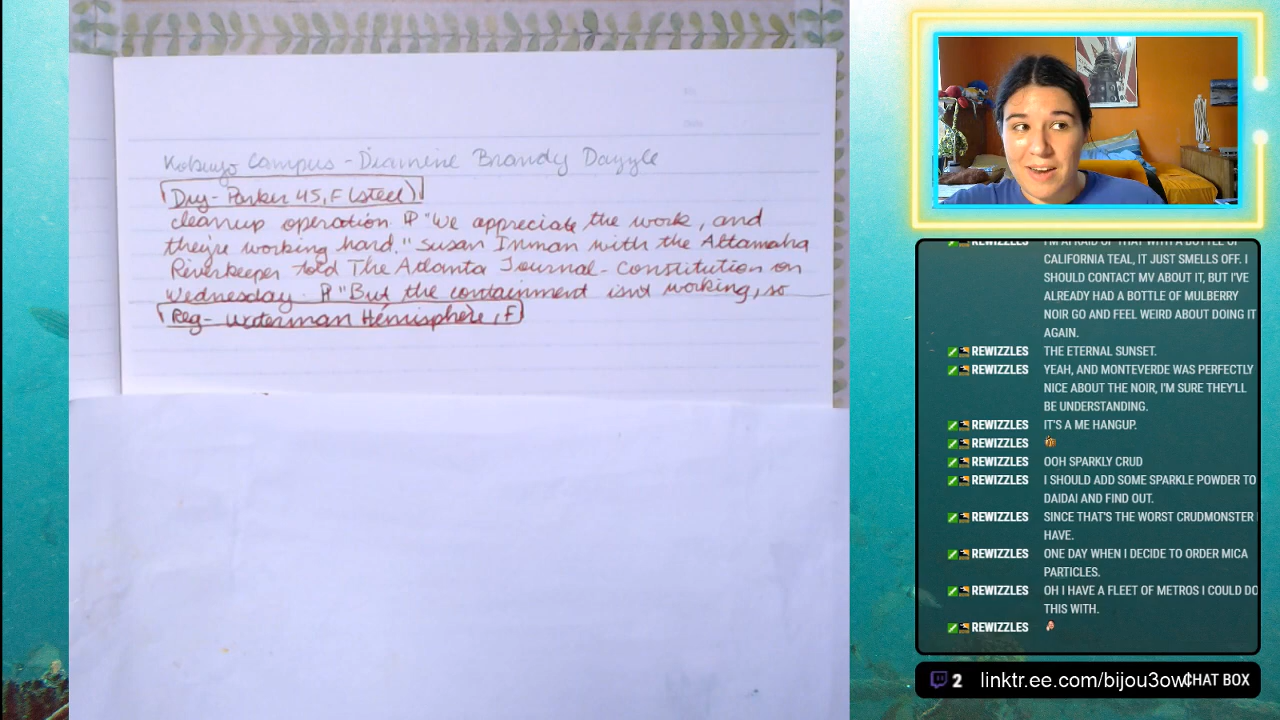 Kokuyo Campus - Diamine Brandy Dazzle
Dry - Parker 45, F (steel)
cleanup operation. ¶ "We appreciate the work, and
they're working hard." Susan Inman with the Altamaha
Riverkeeper told The Atlanta Journal-Constitution on
Wednesday. ¶ "But the containment isn't working, so
Reg - Waterman Hemisphere, F
I'M AFRAID OF THAT WITH A BOTTLE OF
CALIFORNIA TEAL, IT JUST SMELLS OFF. I
SHOULD CONTACT MV ABOUT IT, BUT I'VE
ALREADY HAD A BOTTLE OF MULBERRY
NOIR GO AND FEEL WEIRD ABOUT DOING IT
AGAIN.
REWIZZLES THE ETERNAL SUNSET.
REWIZZLES YEAH, AND MONTEVERDE WAS PERFECTLY
NICE ABOUT THE NOIR, I'M SURE THEY'LL
BE UNDERSTANDING.
REWIZZLES IT'S A ME HANGUP.
REWIZZLES
REWIZZLES OOH SPARKLY CRUD
REWIZZLES I SHOULD ADD SOME SPARKLE POWDER TO
DAIDAI AND FIND OUT.
REWIZZLES SINCE THAT'S THE WORST CRUDMONSTER I
HAVE.
REWIZZLES ONE DAY WHEN I DECIDE TO ORDER MICA
PARTICLES.
REWIZZLES OH I HAVE A FLEET OF METROS I COULD DO
THIS WITH.
REWIZZLES
2 linktr.ee.com/bijou3owl CHAT BOX